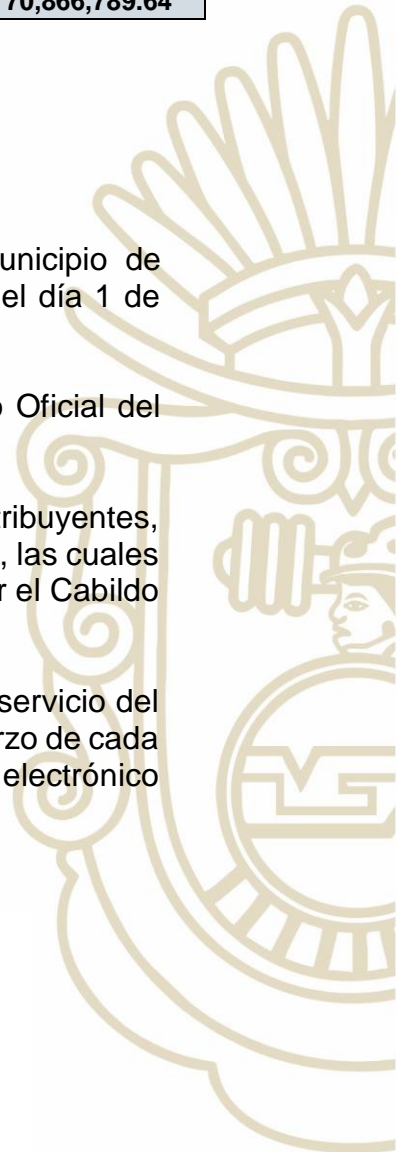 70,866,789.64
unicipio de
el día 1 de
Oficial del
tribuyentes,
, las cuales
r el Cabildo
servicio del
rzo de cada
electrónico